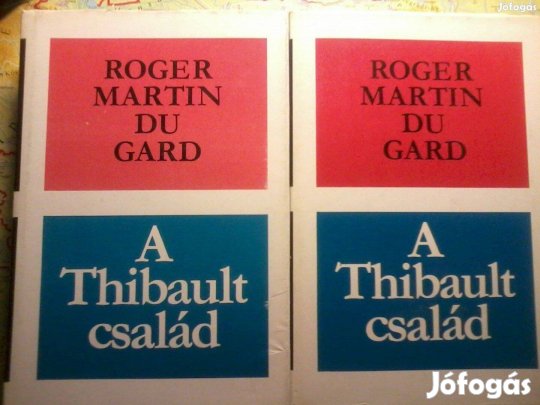 Jófogás
ROGER
MARTIN
DU
GARD
A
Thibault
család
ROGER
MARTIN
DU
GARD
A
Thibault
család
Jófogás